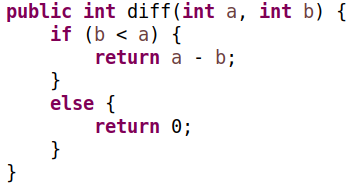 public int diff(int a, int b) {
    if (b < a) {
        return a - b;
    }
    else {
        return 0;
    }
}